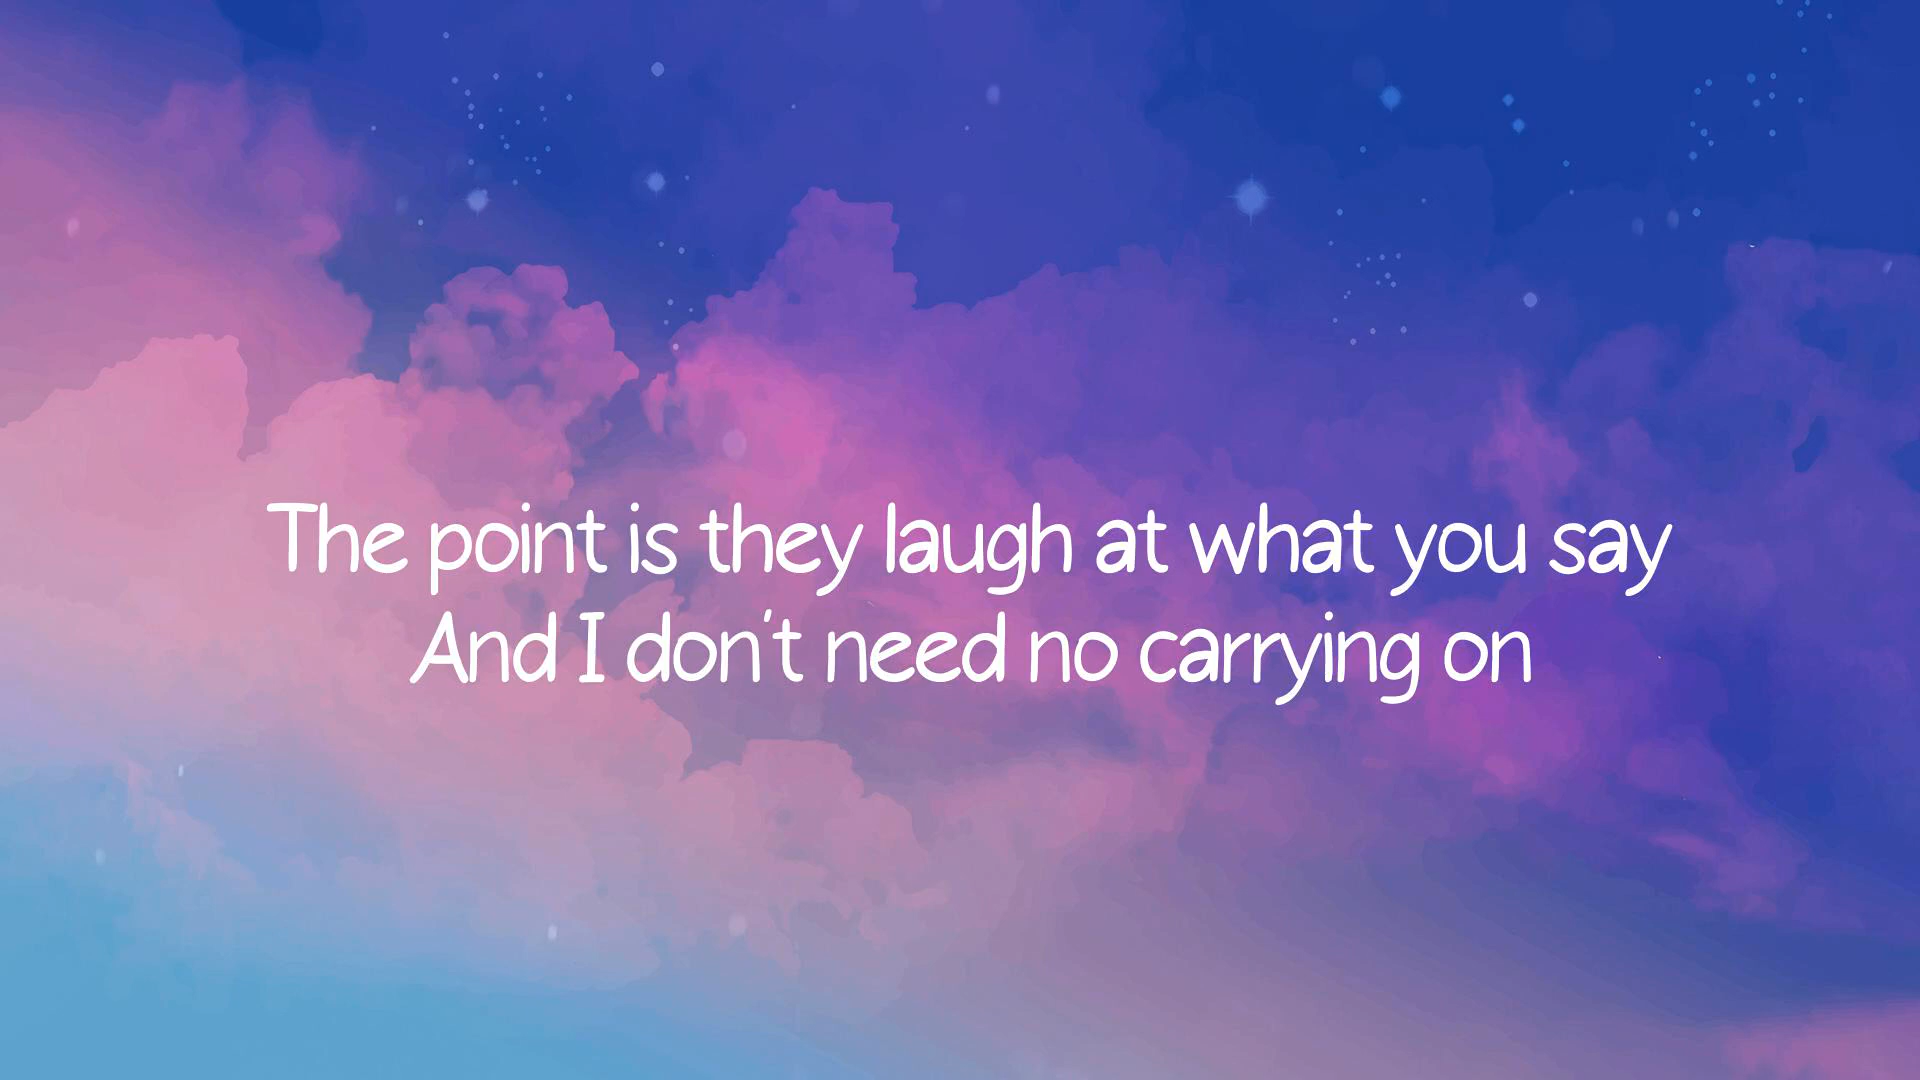 The point is they laugh at what you say
And I don't need no carrying on